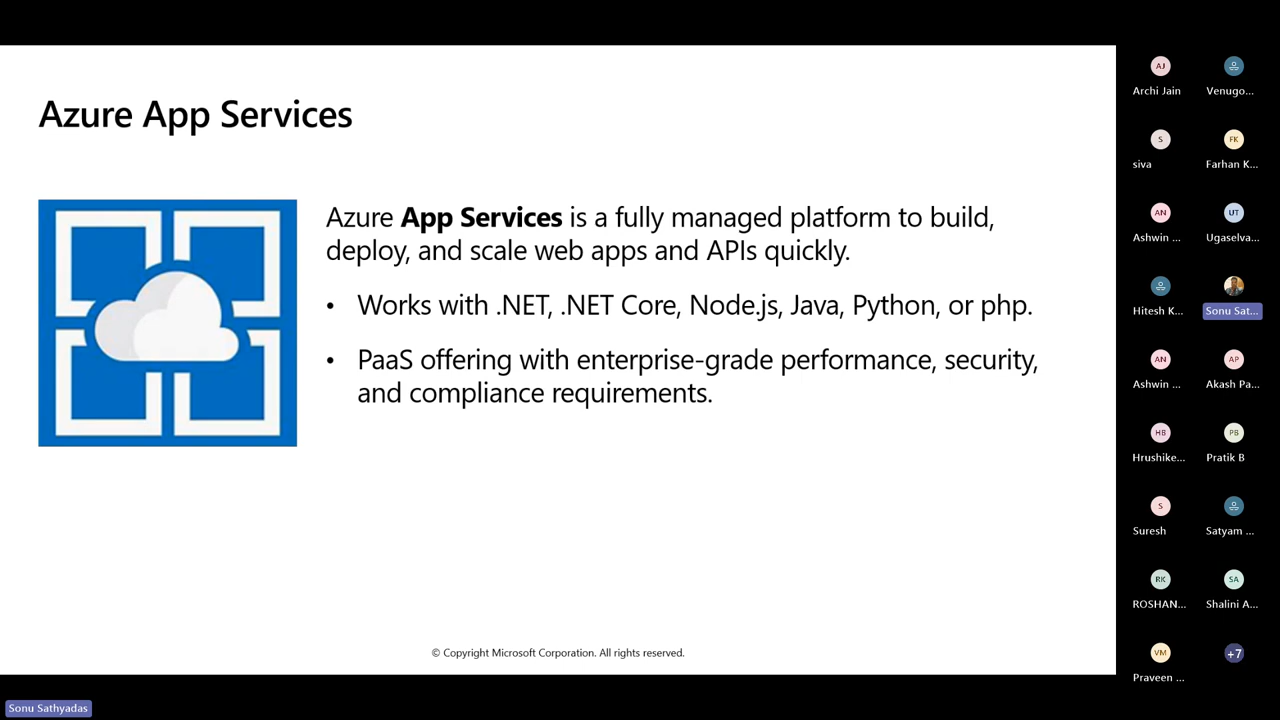 Azure App Services
Azure App Services is a fully managed platform to build,
deploy, and scale web apps and APIs quickly.
• Works with .NET, .NET Core, Node.js, Java, Python, or php.
• PaaS offering with enterprise-grade performance, security,
and compliance requirements.
© Copyright Microsoft Corporation. All rights reserved.
Sonu Sathyadas
AJ
Archi Jain
Venugo...
S
siva
FK
Farhan K...
AN
Ashwin ...
UT
Ugaselva...
Hitesh K...
Sonu Sat...
AN
Ashwin ...
AP
Akash Pa...
HB
Hrushike...
PB
Pratik B
S
Suresh
Satyam ...
RK
ROSHAN...
SA
Shalini A...
VM
Praveen ...
+7